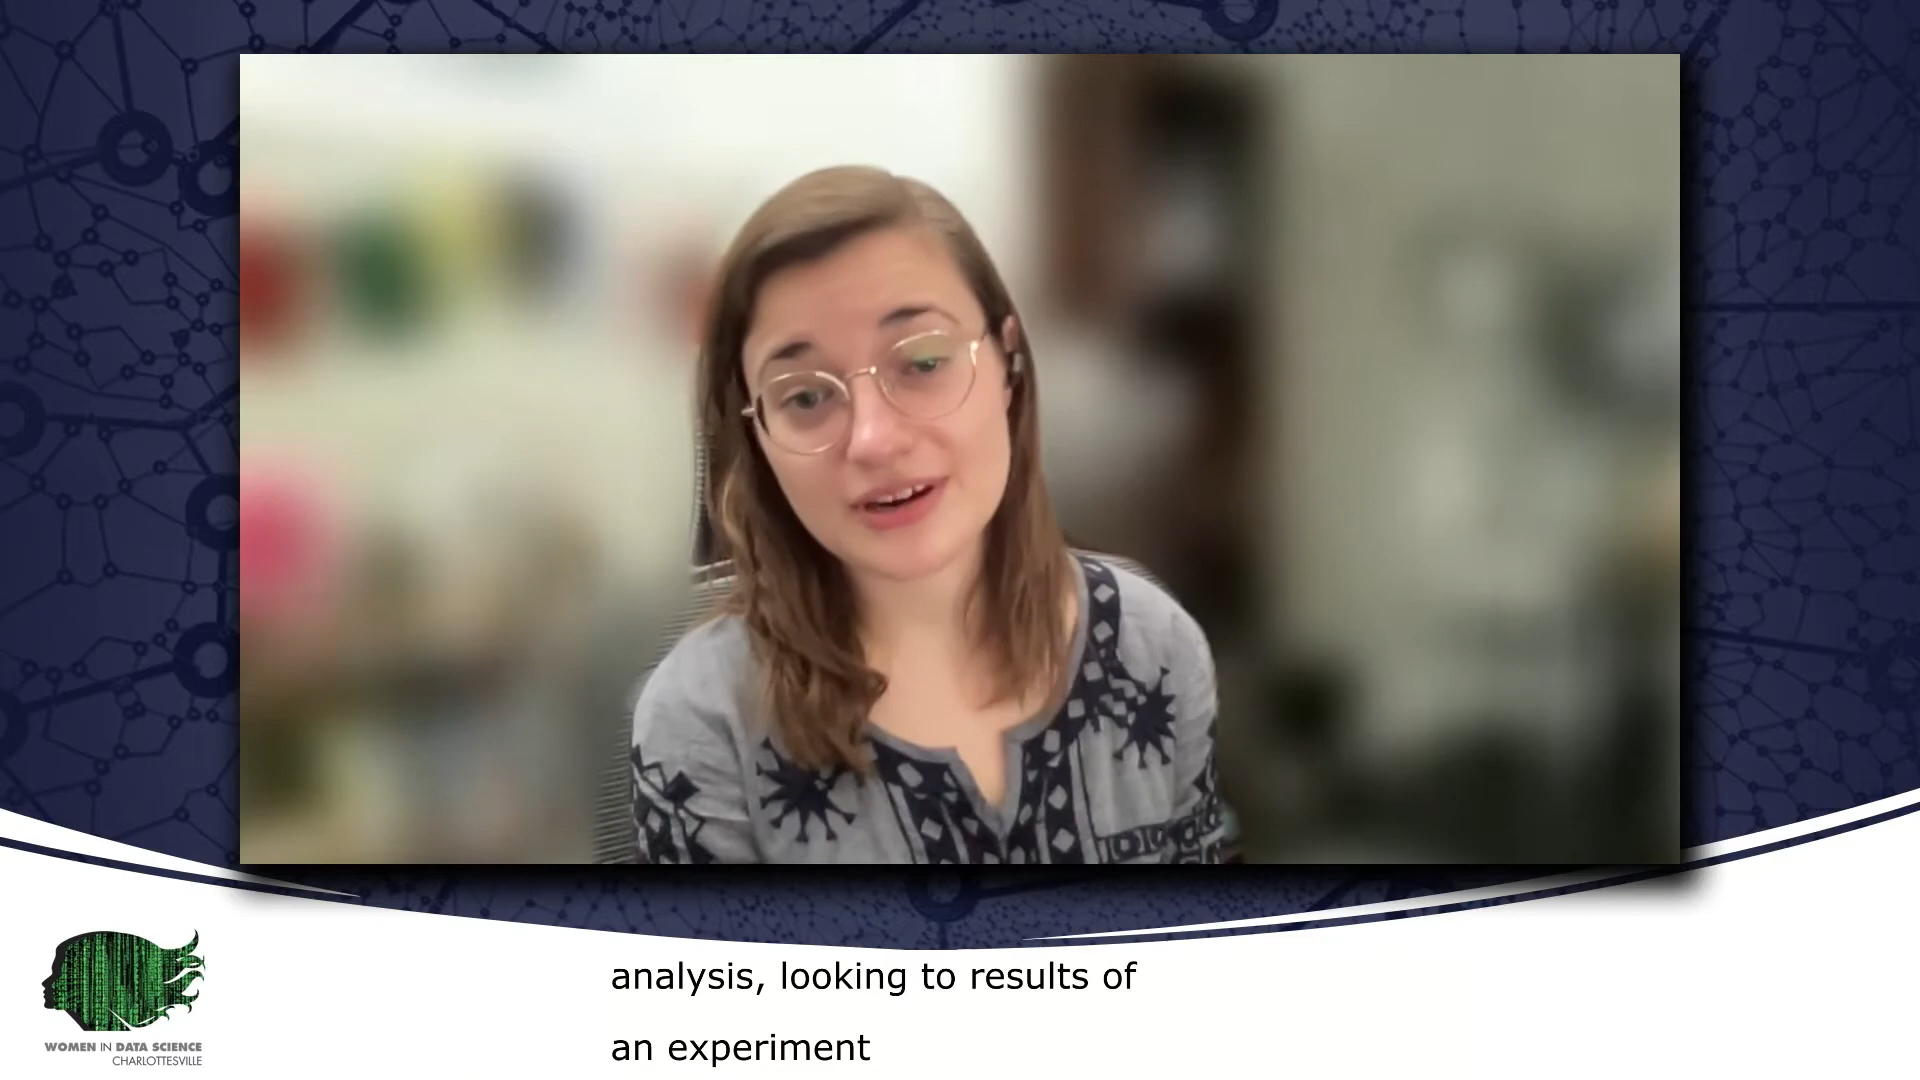 analysis, looking to results of
an experiment
WOMEN IN DATA SCIENCE
CHARLOTTESVILLE